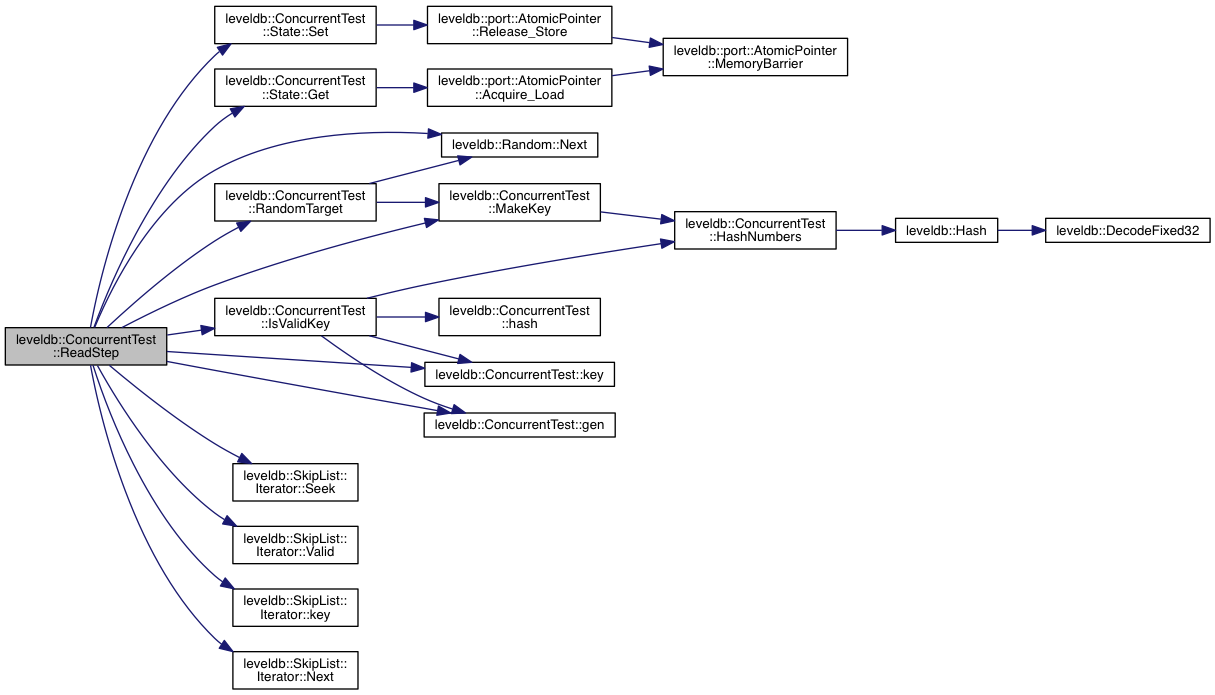 leveldb::ConcurrentTest
::State::Set
leveldb::port::AtomicPointer
::Release_Store
leveldb::port::AtomicPointer
::MemoryBarrier
leveldb::ConcurrentTest
::State::Get
leveldb::port::AtomicPointer
::Acquire_Load
leveldb::Random::Next
leveldb::ConcurrentTest
::RandomTarget
leveldb::ConcurrentTest
::MakeKey
leveldb::ConcurrentTest
::HashNumbers
leveldb::Hash
leveldb::DecodeFixed32
leveldb::ConcurrentTest
::IsValidKey
leveldb::ConcurrentTest
::hash
leveldb::ConcurrentTest
::ReadStep
leveldb::ConcurrentTest::key
leveldb::ConcurrentTest::gen
leveldb::SkipList::
Iterator::Seek
leveldb::SkipList::
Iterator::Valid
leveldb::SkipList::
Iterator::key
leveldb::SkipList::
Iterator::Next